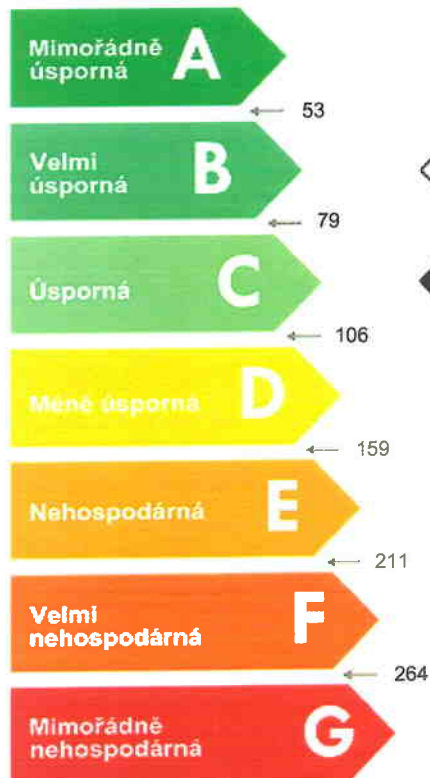 Mimořádně
úsporná
A
53
Velmi
úsporná
B
79
Úsporná
C
106
Méně úsporná
D
159
Nehospodárná
E
211
Velmi
nehospodárná
F
264
Mimořádně
nehospodárná
G